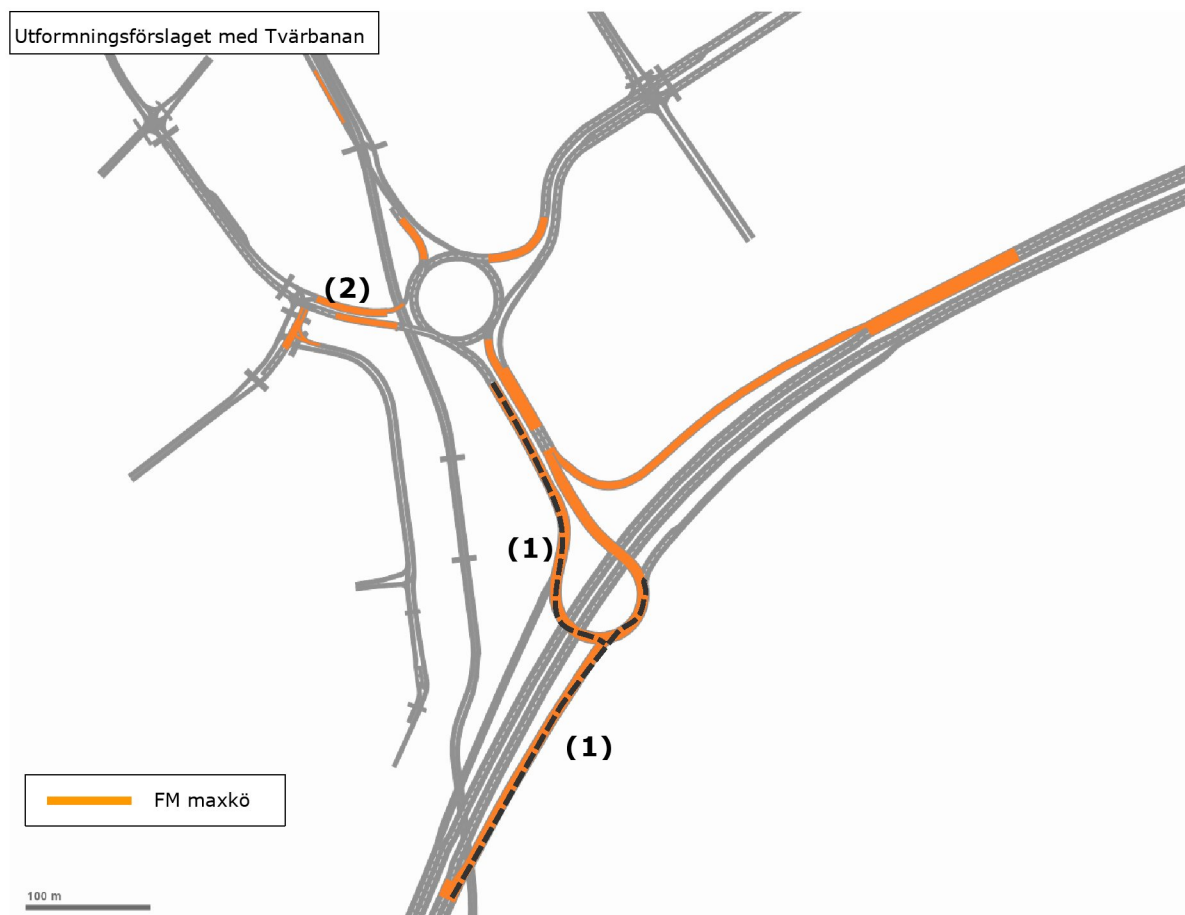 Utformningsförslaget med Tvärbanan
(2)
(1)
(1)
FM maxkö
100 m